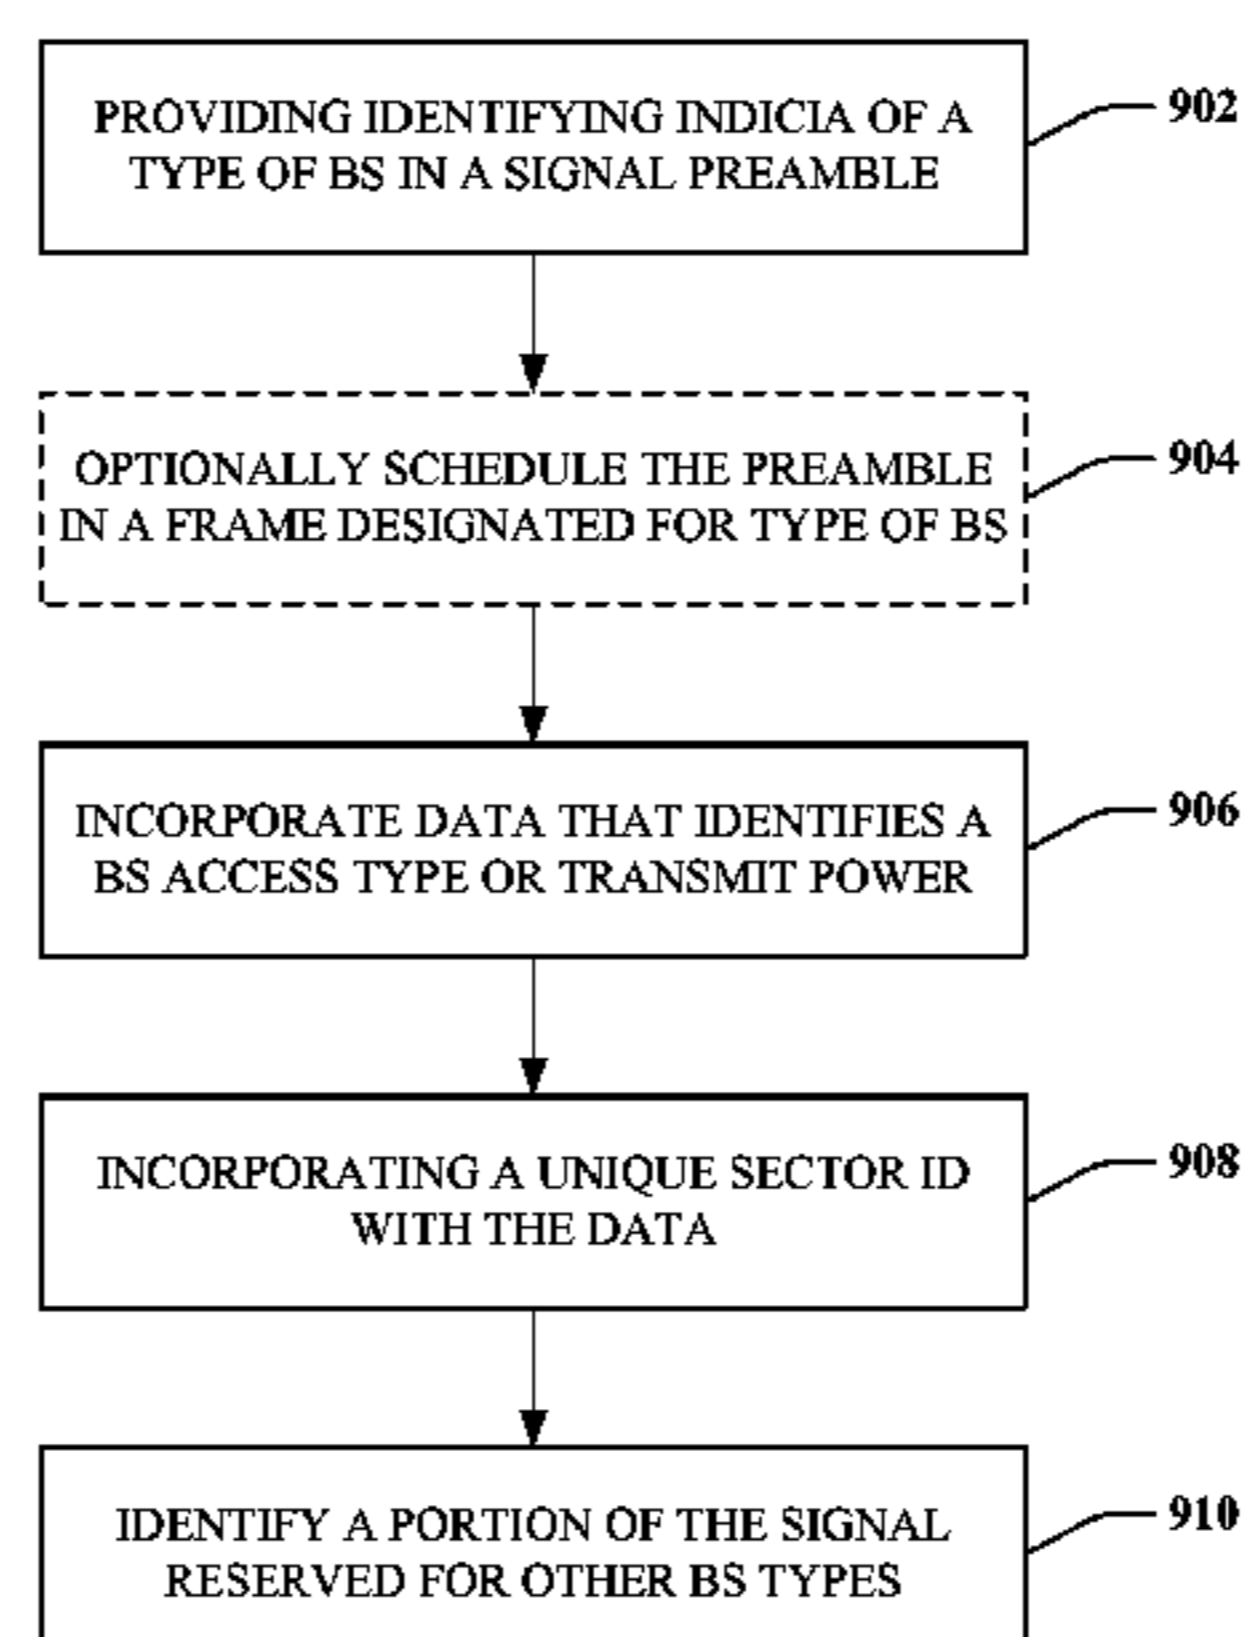 PROVIDING IDENTIFYING INDICIA OF A
TYPE OF BS IN A SIGNAL PREAMBLE
902
OPTIONALLY SCHEDULE THE PREAMBLE
IN A FRAME DESIGNATED FOR TYPE OF BS
904
INCORPORATE DATA THAT IDENTIFIES A
BS ACCESS TYPE OR TRANSMIT POWER
906
INCORPORATING A UNIQUE SECTOR ID
WITH THE DATA
908
IDENTIFY A PORTION OF THE SIGNAL
RESERVED FOR OTHER BS TYPES
910